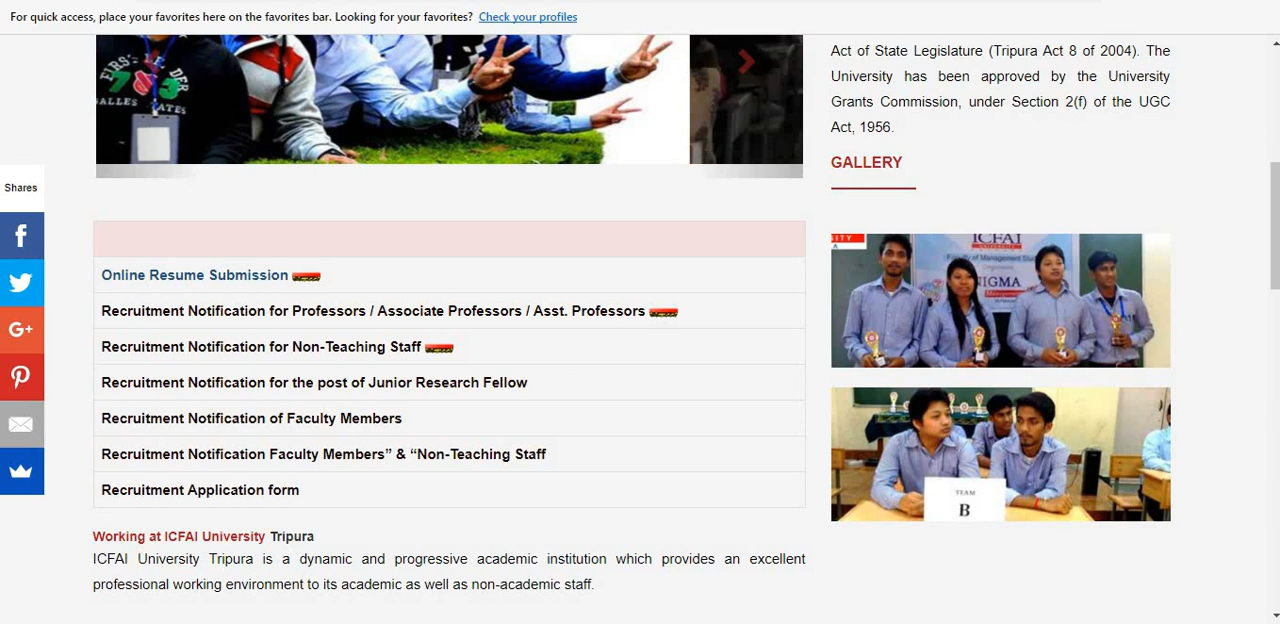 For quick access, place your favorites here on the favorites bar. Looking for your favorites? Check your profiles
Act of State Legislature (Tripura Act 8 of 2004). The
University has been approved by the University
Grants Commission, under Section 2(f) of the UGC
Act, 1956.
GALLERY
Shares
Online Resume Submission
Recruitment Notification for Professors / Associate Professors / Asst. Professors
Recruitment Notification for Non-Teaching Staff
Recruitment Notification for the post of Junior Research Fellow
Recruitment Notification of Faculty Members
Recruitment Notification Faculty Members” & “Non-Teaching Staff
Recruitment Application form
Working at ICFAI University Tripura
ICFAI University Tripura is a dynamic and progressive academic institution which provides an excellent
professional working environment to its academic as well as non-academic staff.
ICFAI
UNIVERSITY
TEAM
B